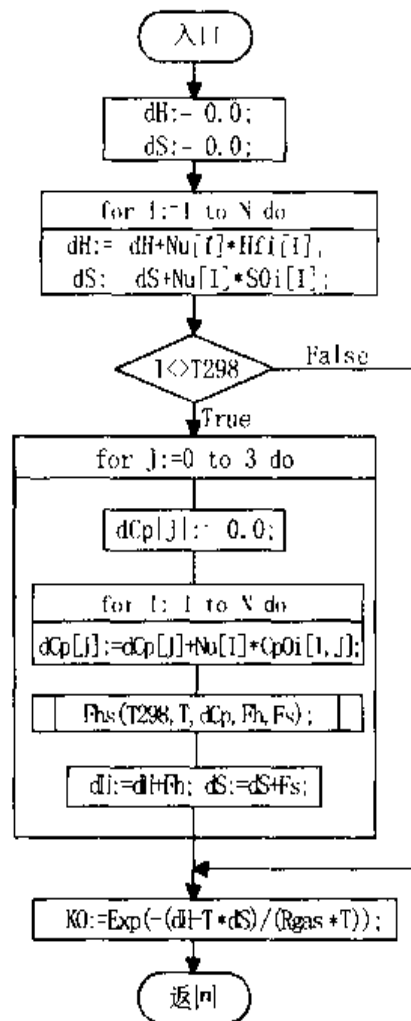 入口
dH:= 0.0;
dS:= 0.0;
for i:=1 to N do
dH:= dH+Nu[I]*Hfi[I];
dS:= dS+Nu[I]*S0i[I];
T<>T298
False
True
for j:=0 to 3 do
dCp[j]:= 0.0;
for I:=1 to N do
dCp[j]:=dCp[J]+Nu[I]*Cp0i[I,j];
Fhs(T298,T,dCp,Fh,Fs);
dH:=dH+Fh; dS:=dS+Fs;
K0:=Exp(-(dH-T*dS)/(Rgas*T));
返回